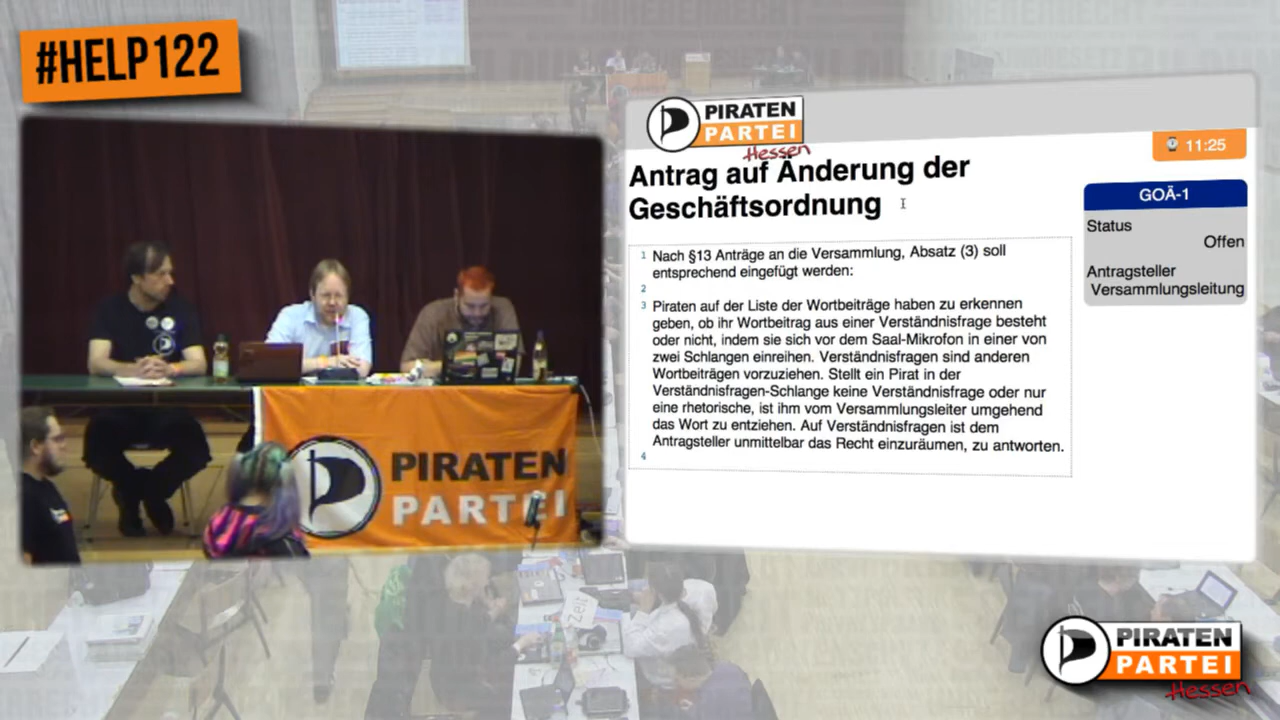 #HELP122
PIRATEN
PARTEI
Hessen
11:25
Antrag auf Änderung der
Geschäftsordnung
GOÄ-1
Status
Offen
Antragsteller
Versammlungsleitung
1 Nach §13 Anträge an die Versammlung, Absatz (3) soll
entsprechend eingefügt werden:
2
3 Piraten auf der Liste der Wortbeiträge haben zu erkennen
geben, ob ihr Wortbeitrag aus einer Verständnisfrage besteht
oder nicht, indem sie sich vor dem Saal-Mikrofon in einer von
zwei Schlangen einreihen. Verständnisfragen sind anderen
Wortbeiträgen vorzuziehen. Stellt ein Pirat in der
Verständnisfragen-Schlange keine Verständnisfrage oder nur
eine rhetorische, ist ihm vom Versammlungsleiter umgehend
das Wort zu entziehen. Auf Verständnisfragen ist dem
Antragsteller unmittelbar das Recht einzuräumen, zu antworten.
4
PIRATEN
PARTEI
Zeit
PIRATEN
PARTEI
Hessen